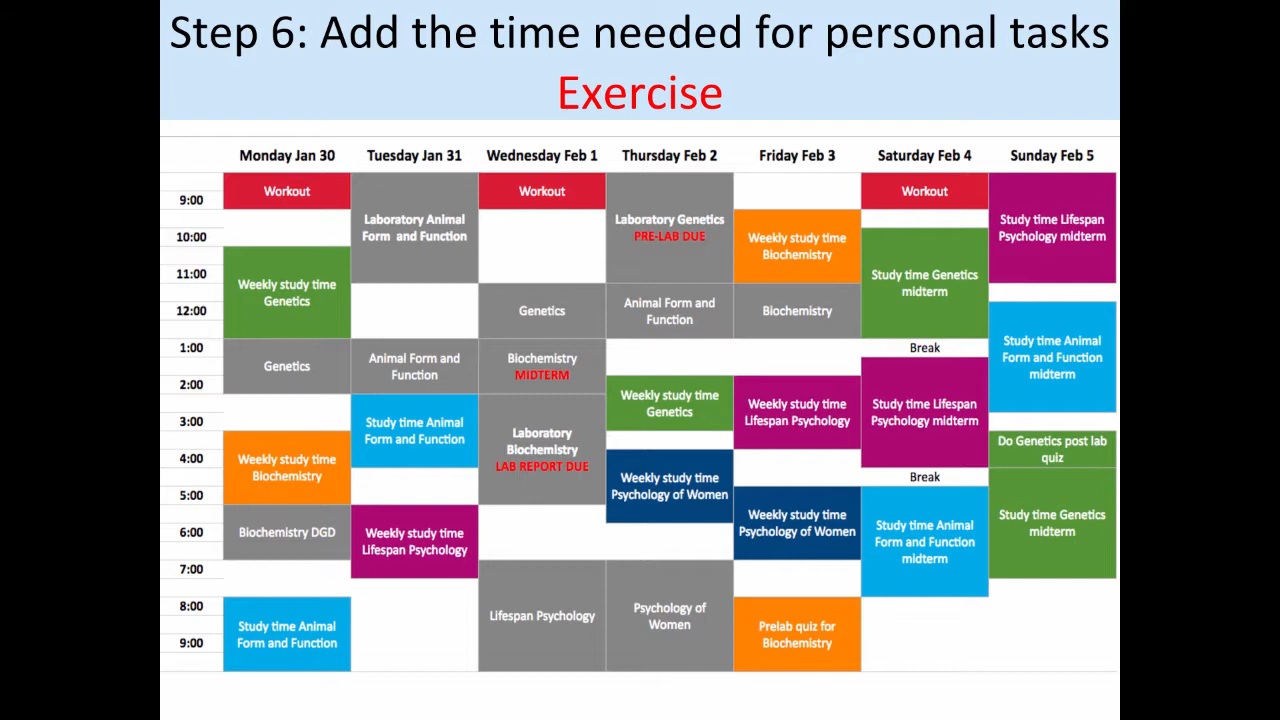 Step 6: Add the time needed for personal tasks
Exercise
Monday Jan 30 Tuesday Jan 31 Wednesday Feb 1 Thursday Feb 2 Friday Feb 3 Saturday Feb 4 Sunday Feb 5
9:00
10:00
11:00
12:00
1:00
2:00
3:00
4:00
5:00
6:00
7:00
8:00
9:00
Workout
Weekly study time
Genetics
Genetics
Weekly study time
Biochemistry
Biochemistry DGD
Study time Animal
Form and Function
Laboratory Animal
Form and Function
Animal Form and
Function
Study time Animal
Form and Function
Weekly study time
Lifespan Psychology
Workout
Genetics
Biochemistry
MIDTERM
Laboratory
Biochemistry
LAB REPORT DUE
Lifespan Psychology
Laboratory Genetics
PRE-LAB DUE
Animal Form and
Function
Weekly study time
Genetics
Weekly study time
Psychology of Women
Psychology of
Women
Weekly study time
Biochemistry
Biochemistry
Weekly study time
Lifespan Psychology
Weekly study time
Psychology of Women
Prelab quiz for
Biochemistry
Workout
Study time Genetics
midterm
Break
Study time Lifespan
Psychology midterm
Break
Study time Animal
Form and Function
midterm
Study time Lifespan
Psychology midterm
Study time Animal
Form and Function
midterm
Do Genetics post lab
quiz
Study time Genetics
midterm